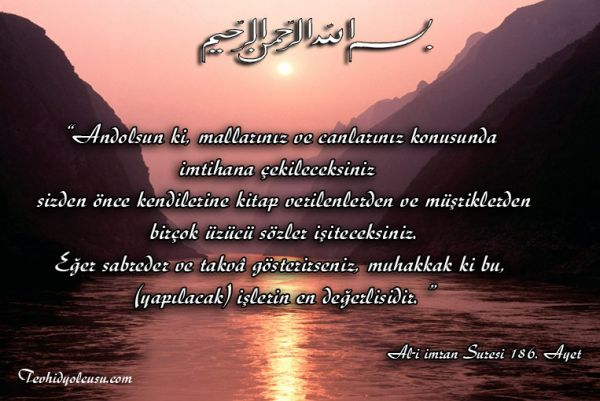 بسم الله الرحمن الرحيم
“Andolsun ki, mallarınız ve canlarınız konusunda
imtihana çekileceksiniz
sizden önce kendilerine kitap verilenlerden ve müşriklerden
birçok üzücü sözler işiteceksiniz.
Eğer sabreder ve takvâ gösterirseniz, muhakkak ki bu,
(yapılacak) işlerin en değerlisidir. ”
Al-i imran Suresi 186. Ayet
Tevhidyolcusu.com